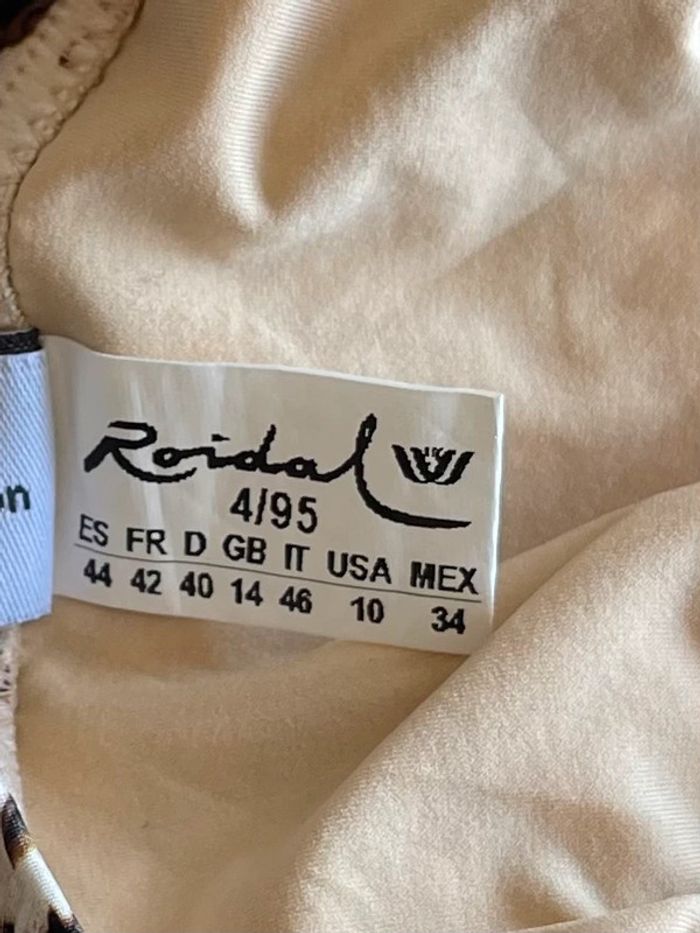 Roidal
4/95
ES FR D GB IT USA MEX
44 42 40 14 46 10 34